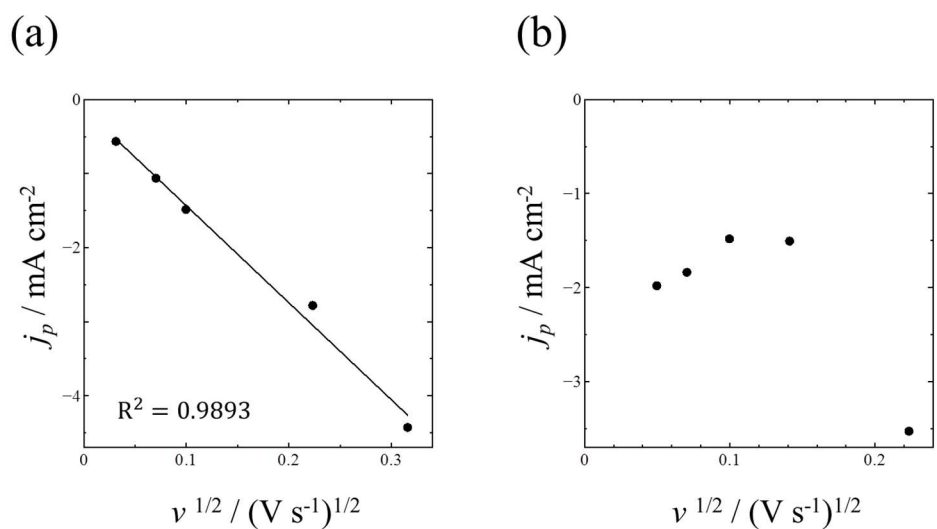 (a)
(b)
0
−2
−4
j_p / mA cm⁻²
R² = 0.9893
0
0.1
0.2
0.3
v ^1/2 / (V s⁻¹)^1/2
0
−1
−2
−3
j_p / mA cm⁻²
0
0.1
0.2
v ^1/2 / (V s⁻¹)^1/2